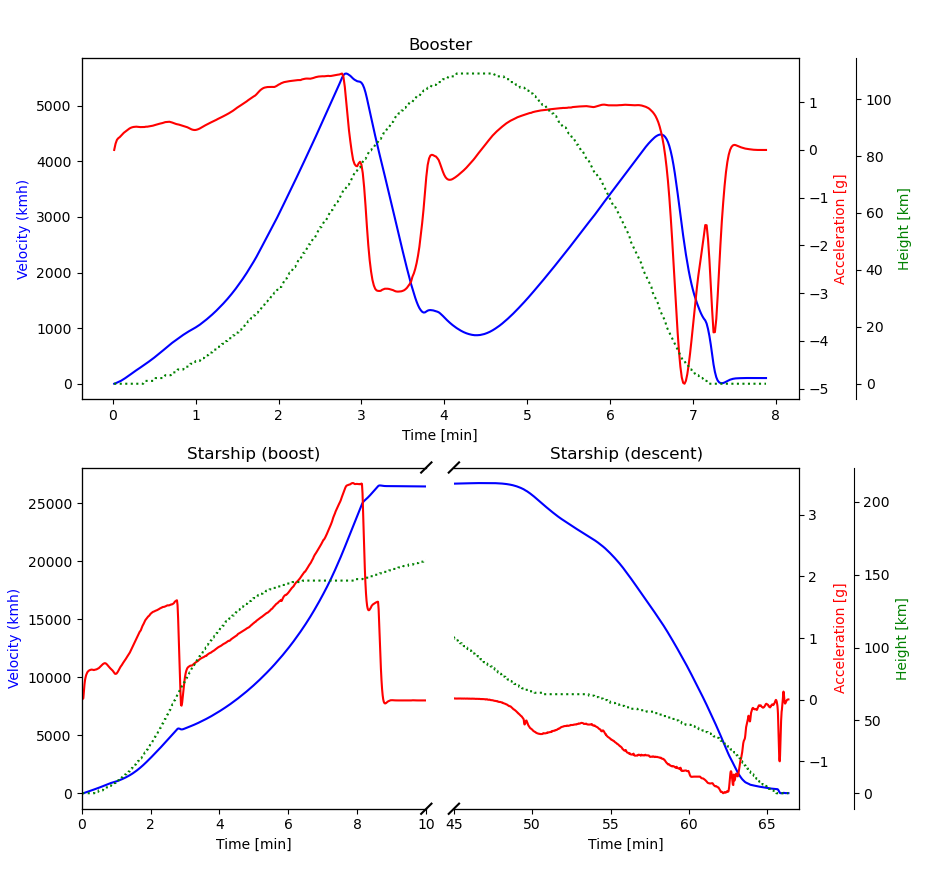 Booster
5000
4000
3000
2000
1000
0
Velocity (kmh)
1
0
−1
−2
−3
−4
−5
Acceleration [g]
100
80
60
40
20
0
Height [km]
0 1 2 3 4 5 6 7 8
Time [min]
Starship (boost)
Starship (descent)
25000
20000
15000
10000
5000
0
Velocity (kmh)
3
2
1
0
−1
Acceleration [g]
200
150
100
50
0
Height [km]
0 2 4 6 8 10
45 50 55 60 65
Time [min]
Time [min]